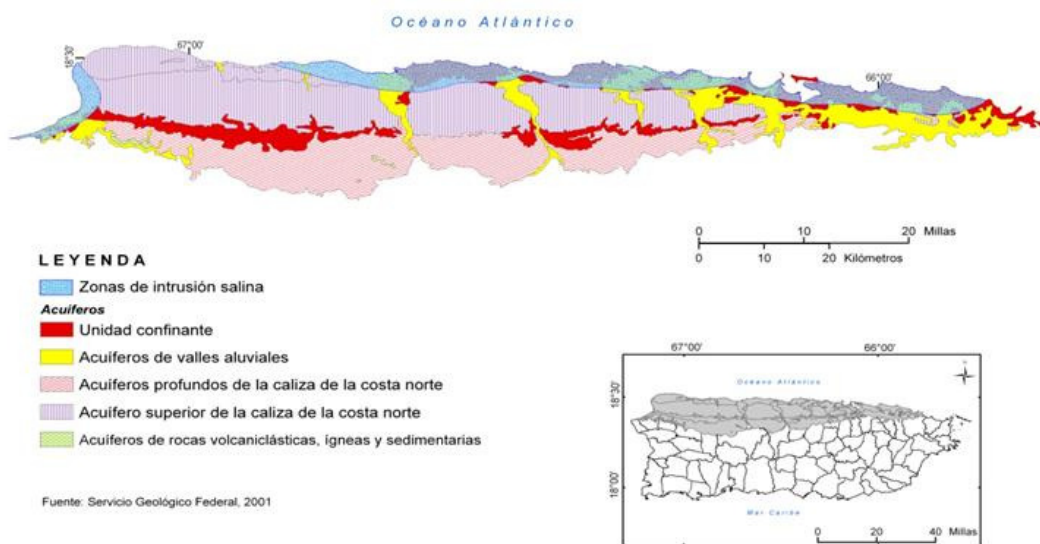 Océano Atlántico
67°00'
18°30'
66°00'
0 10 20 Millas
0 10 20 Kilómetros
LEYENDA
Zonas de intrusión salina
Acuíferos
Unidad confinante
Acuíferos de valles aluviales
Acuíferos profundos de la caliza de la costa norte
Acuífero superior de la caliza de la costa norte
Acuíferos de rocas volcaniclásticas, ígneas y sedimentarias
Fuente: Servicio Geológico Federal, 2001
67°00' 66°00'
Océano Atlántico
18°30'
18°00'
Mar Caribe
0 20 40 Millas